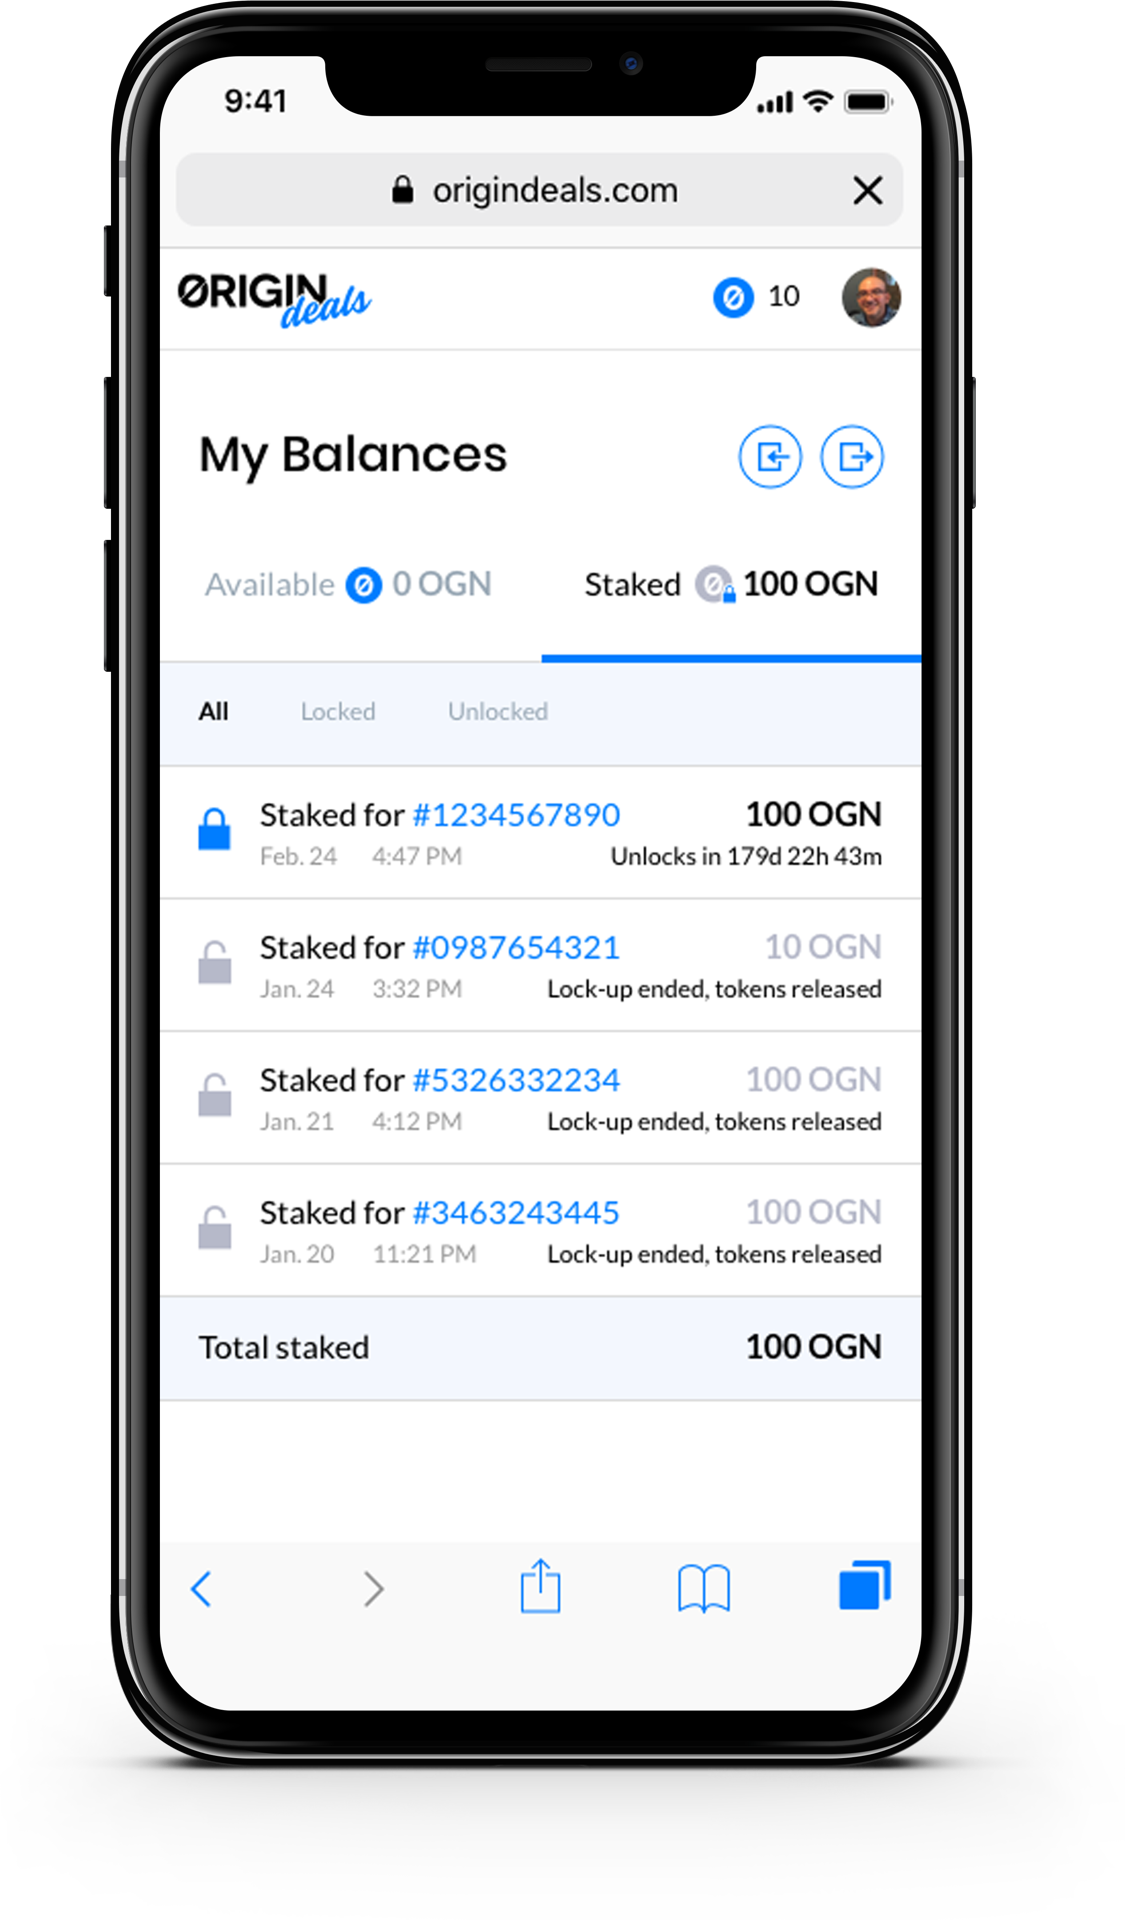 9:41
origindeals.com
ORIGIN deals
10
My Balances
Available 0 OGN Staked 100 OGN
All Locked Unlocked
Staked for #1234567890 100 OGN
Feb. 24 4:47 PM Unlocks in 179d 22h 43m
Staked for #0987654321 10 OGN
Jan. 24 3:32 PM Lock-up ended, tokens released
Staked for #5326332234 100 OGN
Jan. 21 4:12 PM Lock-up ended, tokens released
Staked for #3463243445 100 OGN
Jan. 20 11:21 PM Lock-up ended, tokens released
Total staked 100 OGN